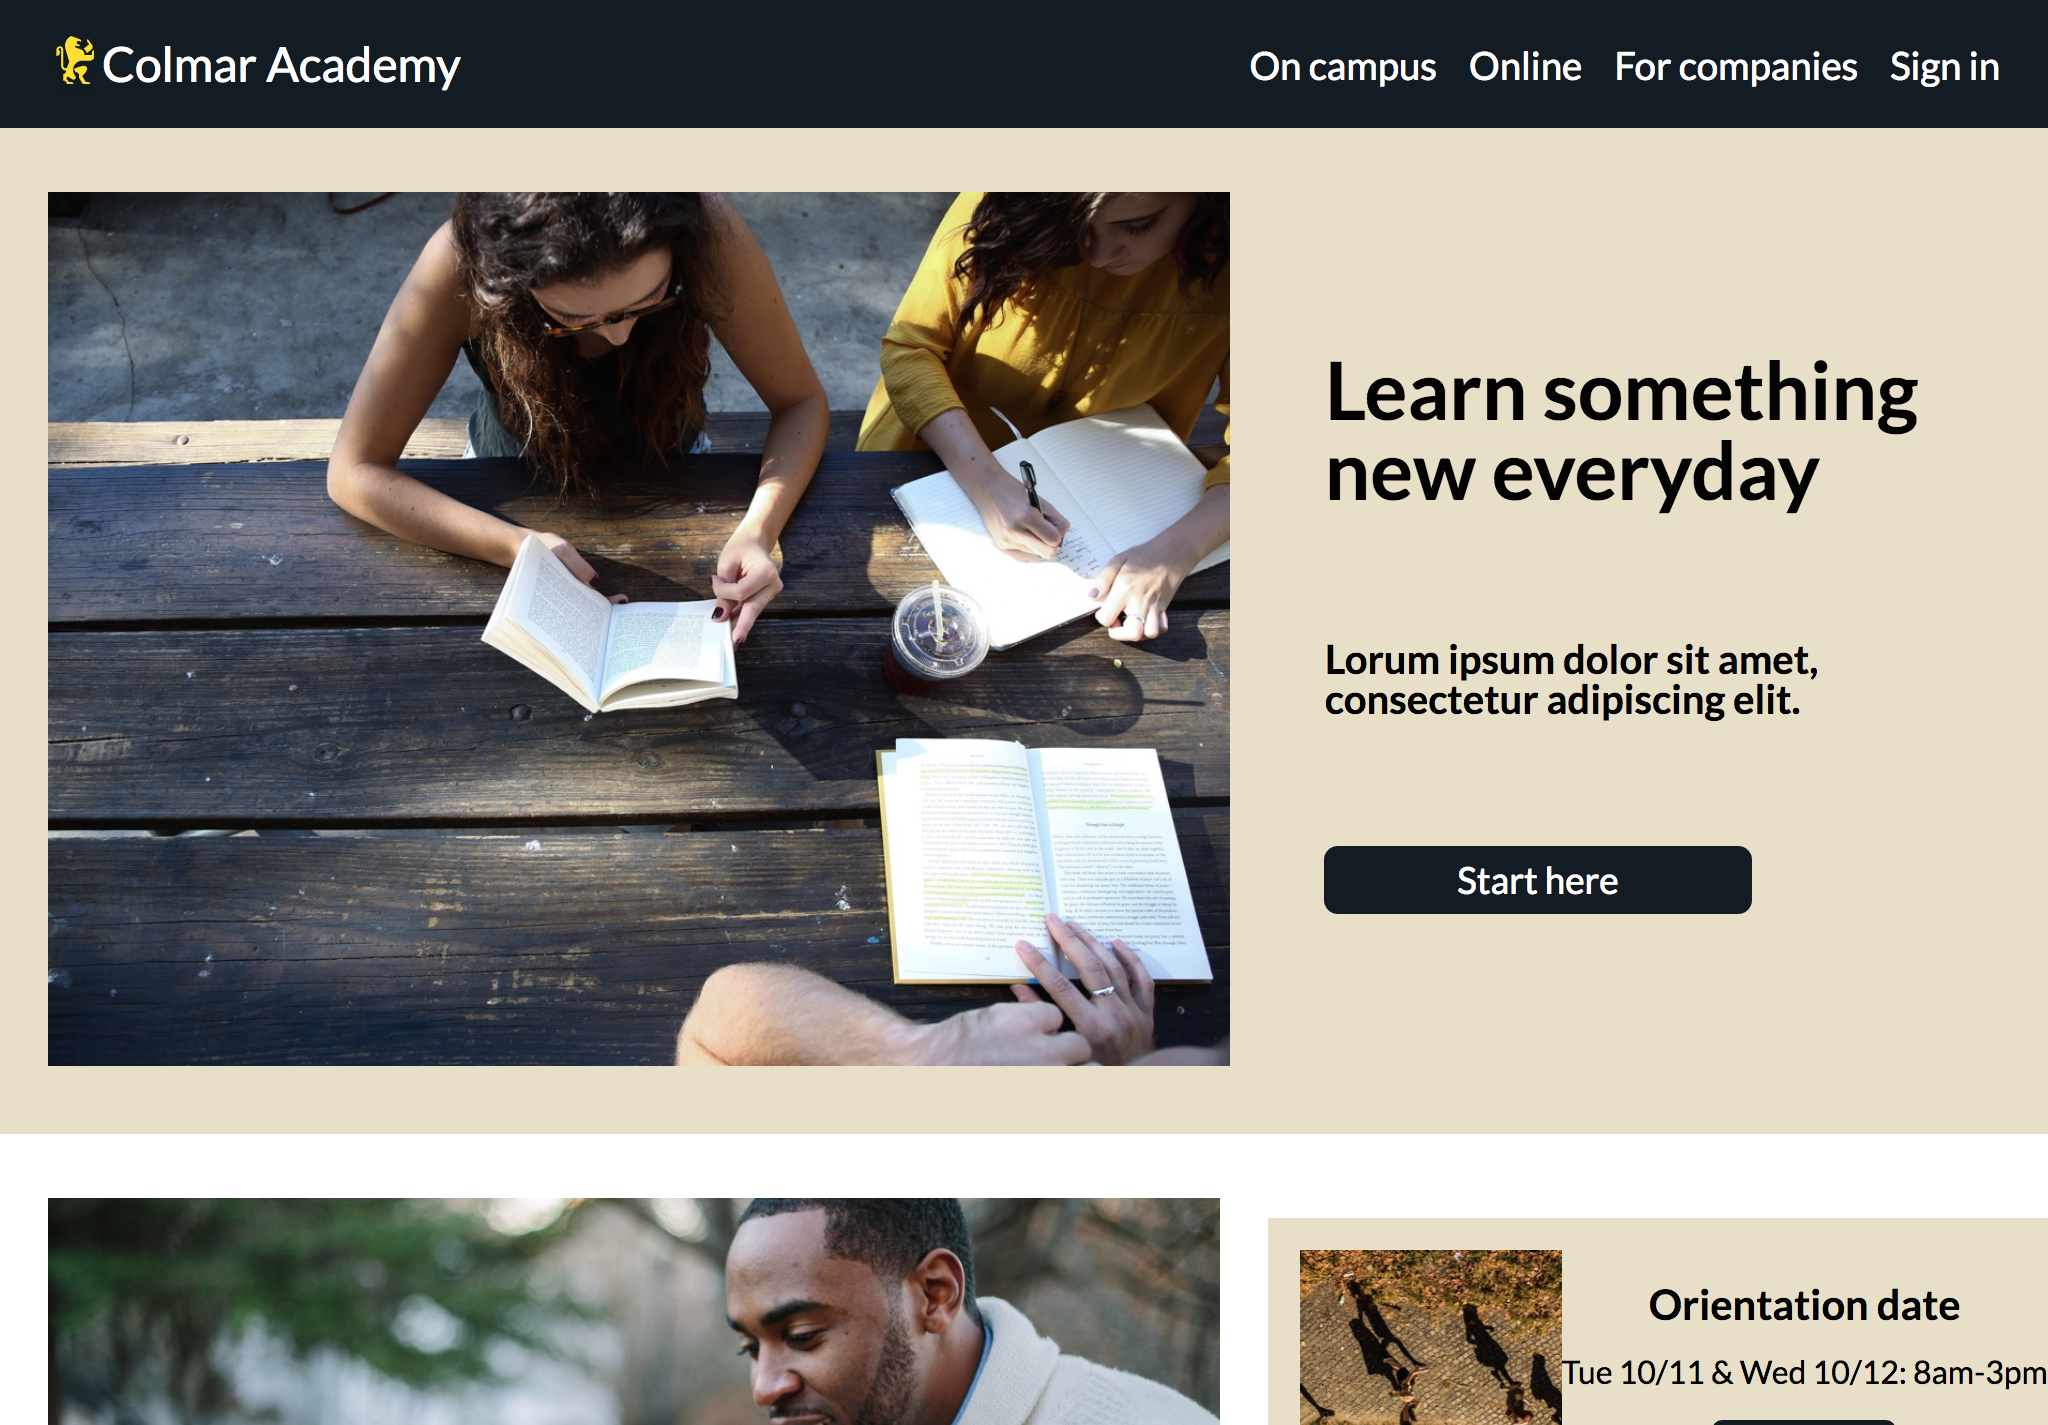 Colmar Academy
On campus Online For companies Sign in
Learn something
new everyday
Lorum ipsum dolor sit amet,
consectetur adipiscing elit.
Start here
Orientation date
Tue 10/11 & Wed 10/12: 8am-3pm